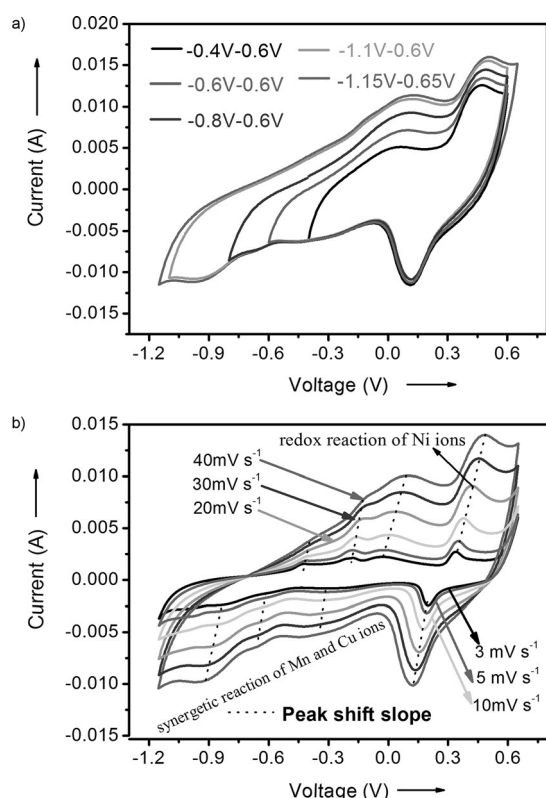 a)
0.020
0.015
0.010
0.005
0.000
-0.005
-0.010
-0.015
Current (A)
-0.4V-0.6V
-0.6V-0.6V
-0.8V-0.6V
-1.1V-0.6V
-1.15V-0.65V
-1.2 -0.9 -0.6 -0.3 0.0 0.3 0.6
Voltage (V)
b)
0.015
0.010
0.005
0.000
-0.005
-0.010
-0.015
Current (A)
redox reaction of Ni ions
40mV s⁻¹
30mV s⁻¹
20mV s⁻¹
3 mV s⁻¹
5 mV s⁻¹
10mV s⁻¹
synergetic reaction of Mn and Cu ions
Peak shift slope
-1.2 -0.9 -0.6 -0.3 0.0 0.3 0.6
Voltage (V)